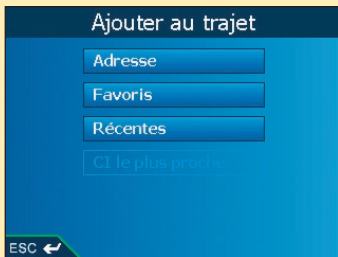 Ajouter au trajet
Adresse
Favoris
Récentes
CI le plus proche
ESC